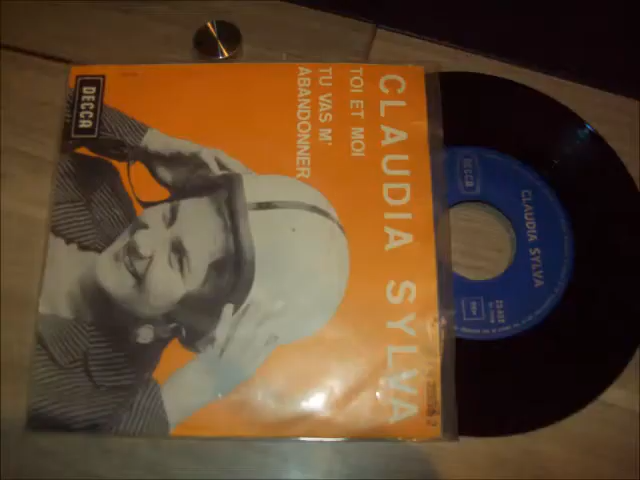 CLAUDIA SYLVA
TOI ET MOI
TU VAS M'
ABANDONNER
DECCA
DECCA
CLAUDIA SYLVA